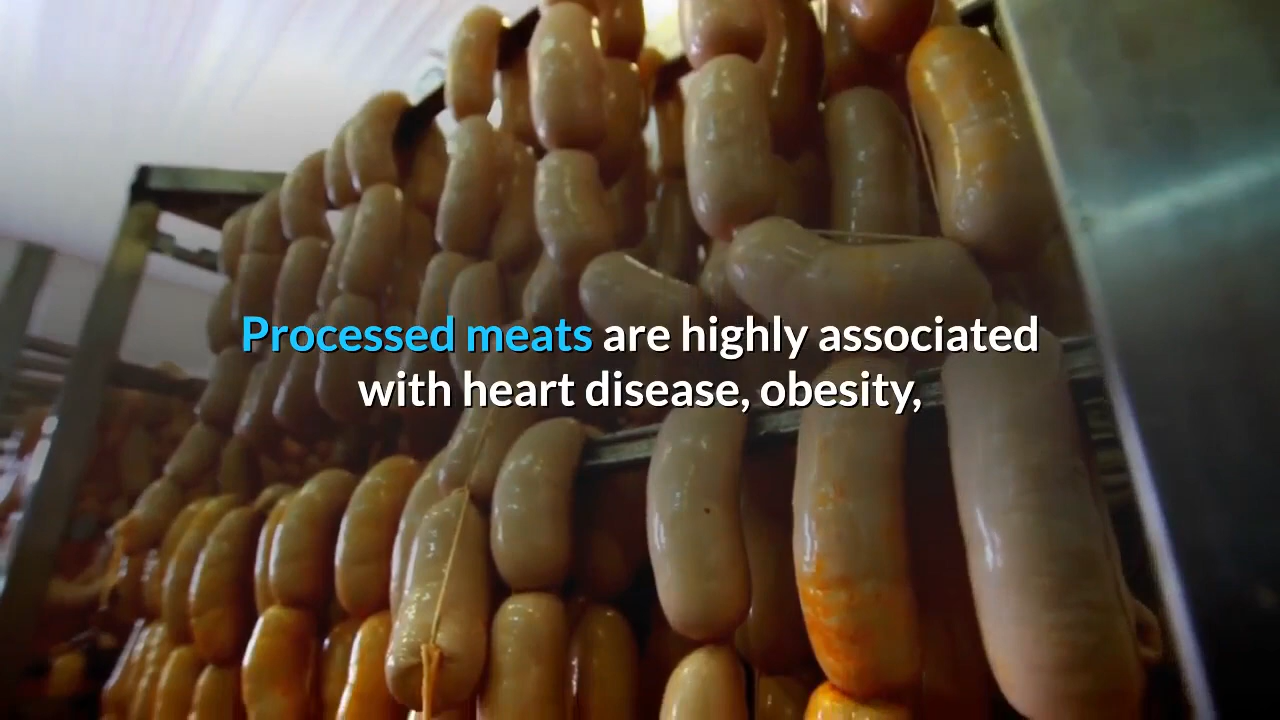 Processed meats are highly associated
with heart disease, obesity,